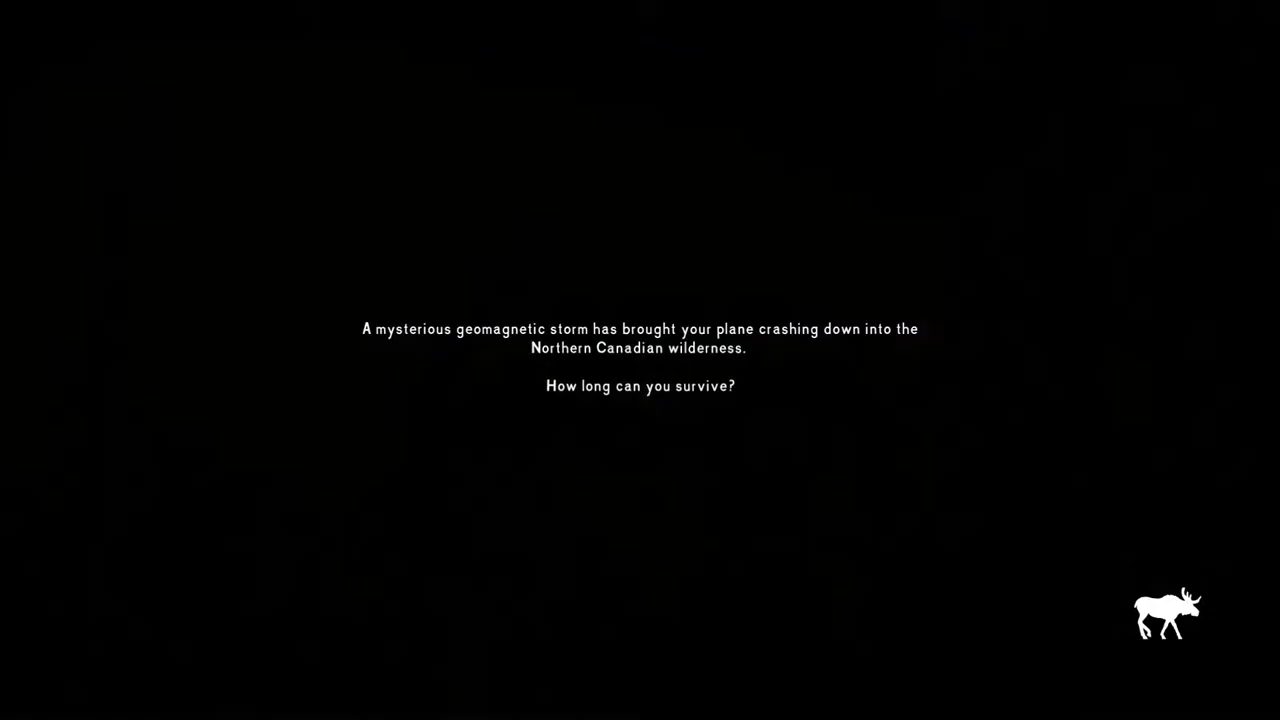 A mysterious geomagnetic storm has brought your plane crashing down into the
Northern Canadian wilderness.
How long can you survive?